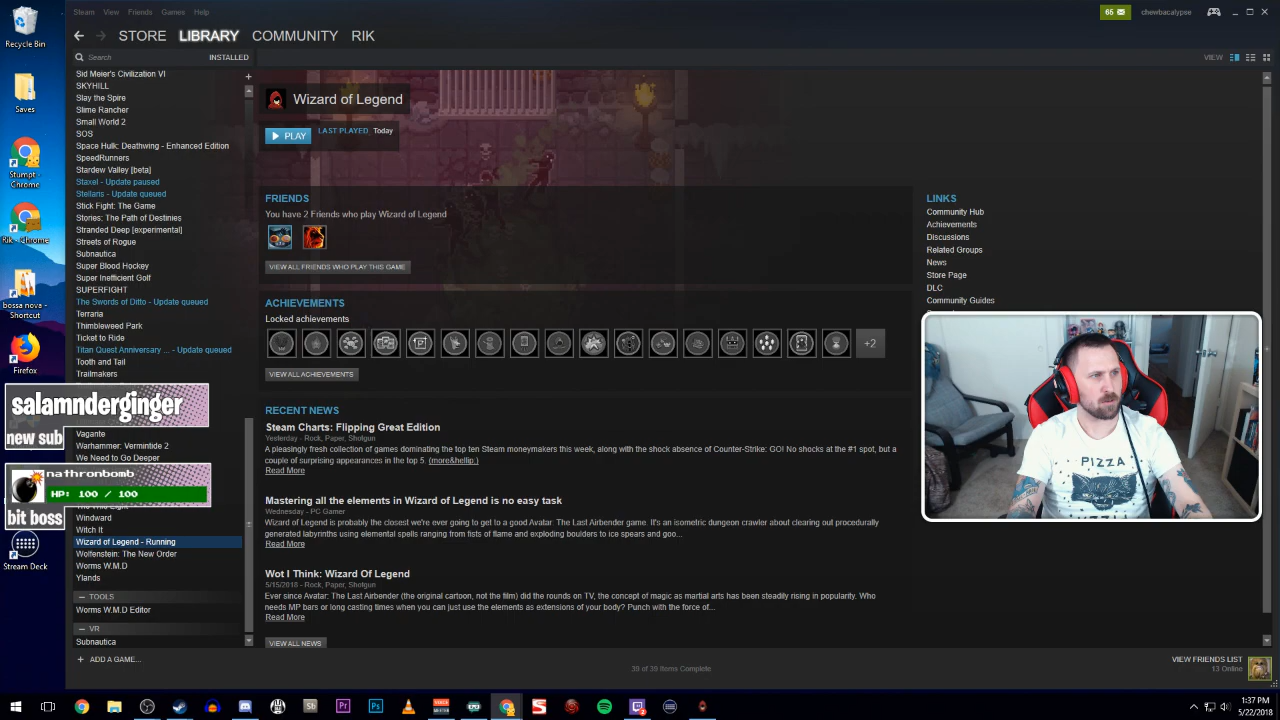 Steam View Friends Games Help
65
chewbacalypse
STORE LIBRARY COMMUNITY RIK
Search INSTALLED
VIEW
Recycle Bin
Saves
Stumpt - Chrome
Rik - Chrome
bossa nova - Shortcut
Firefox
Stream Deck
Sid Meier's Civilization VI
SKYHILL
Slay the Spire
Slime Rancher
Small World 2
SOS
Space Hulk: Deathwing - Enhanced Edition
SpeedRunners
Stardew Valley [beta]
Staxel - Update paused
Stellaris - Update queued
Stick Fight: The Game
Stories: The Path of Destinies
Stranded Deep [experimental]
Streets of Rogue
Subnautica
Super Blood Hockey
Super Inefficient Golf
SUPERFIGHT
The Swords of Ditto - Update queued
Terraria
Thimbleweed Park
Ticket to Ride
Titan Quest Anniversary ... - Update queued
Tooth and Tail
Trailmakers
salamnderginger
new sub
Vagante
Warhammer: Vermintide 2
We Need to Go Deeper
nathronbomb
HP: 100 / 100
bit boss
Windward
Witch It
Wizard of Legend - Running
Wolfenstein: The New Order
Worms W.M.D
Ylands
TOOLS
Worms W.M.D Editor
VR
Subnautica
ADD A GAME...
Wizard of Legend
PLAY
LAST PLAYED Today
FRIENDS
You have 2 Friends who play Wizard of Legend
VIEW ALL FRIENDS WHO PLAY THIS GAME
ACHIEVEMENTS
Locked achievements
+2
VIEW ALL ACHIEVEMENTS
RECENT NEWS
Steam Charts: Flipping Great Edition
Yesterday - Rock, Paper, Shotgun
A pleasingly fresh collection of games dominating the top ten Steam moneymakers this week, along with the shock absence of Counter-Strike: GO! No shocks at the #1 spot, but a
couple of surprising appearances in the top 5. (more&hellip;)
Read More
Mastering all the elements in Wizard of Legend is no easy task
Wednesday - PC Gamer
Wizard of Legend is probably the closest we're ever going to get to a good Avatar: The Last Airbender game. It's an isometric dungeon crawler about clearing out procedurally
generated labyrinths using elemental spells ranging from fists of flame and exploding boulders to ice spears and goo...
Read More
Wot I Think: Wizard Of Legend
5/15/2018 - Rock, Paper, Shotgun
Ever since Avatar: The Last Airbender (the original cartoon, not the film) did the rounds on TV, the concept of magic as martial arts has been steadily rising in popularity. Who
needs MP bars or long casting times when you can just use the elements as extensions of your body? Punch with the force of...
Read More
VIEW ALL NEWS
LINKS
Community Hub
Achievements
Discussions
Related Groups
News
Store Page
DLC
Community Guides
PIZZA
39 of 39 Items Complete
VIEW FRIENDS LIST
13 Online
1:37 PM
5/22/2018